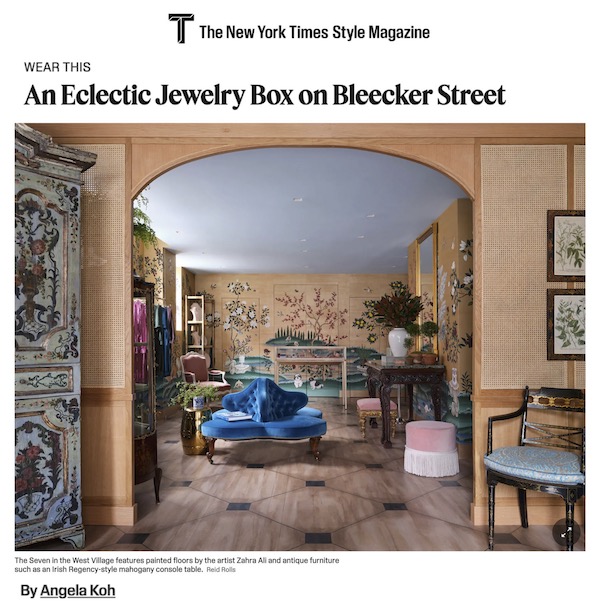 The New York Times Style Magazine
WEAR THIS
An Eclectic Jewelry Box on Bleecker Street
The Seven in the West Village features painted floors by the artist Zahra Ali and antique furniture
such as an Irish Regency-style mahogany console table. Reid Rolls
By Angela Koh